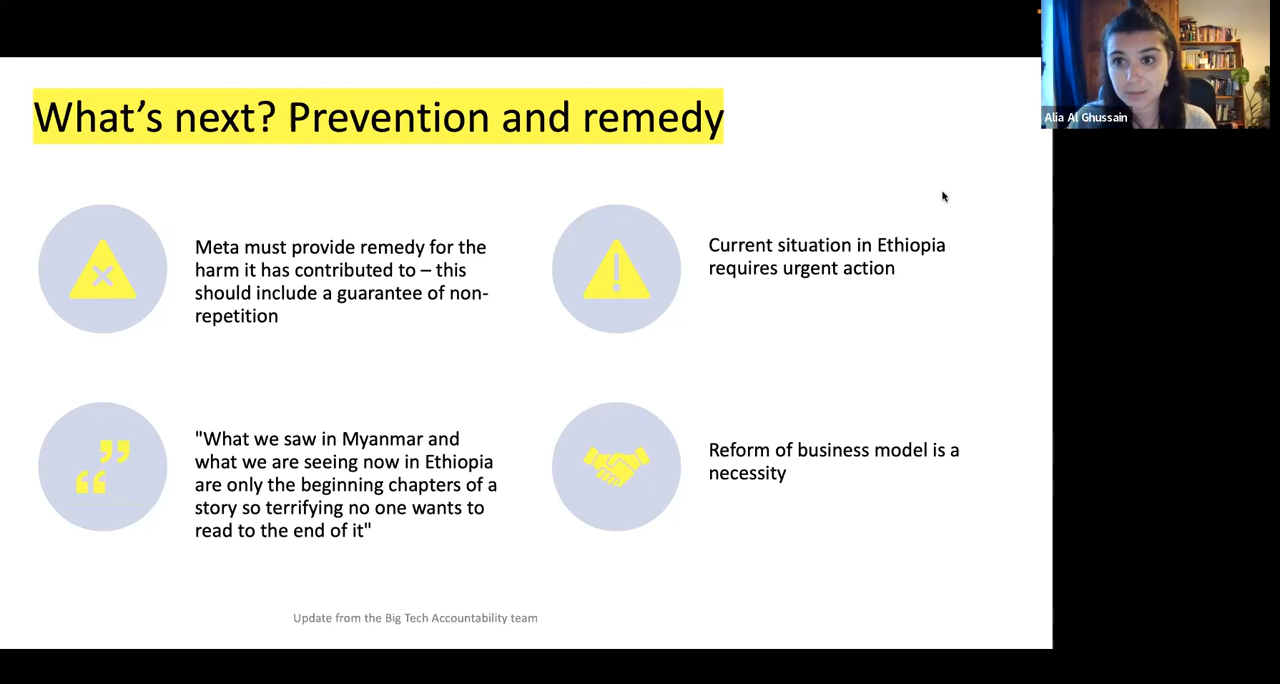 What’s next? Prevention and remedy
Alia Al Ghussain
Meta must provide remedy for the
harm it has contributed to – this
should include a guarantee of non-
repetition
Current situation in Ethiopia
requires urgent action
"What we saw in Myanmar and
what we are seeing now in Ethiopia
are only the beginning chapters of a
story so terrifying no one wants to
read to the end of it"
Reform of business model is a
necessity
Update from the Big Tech Accountability team